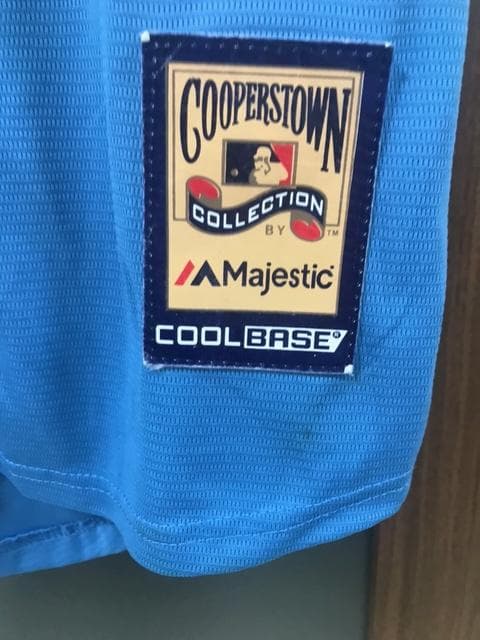 COOPERSTOWN
COLLECTION
BY TM
Majestic
COOLBASE®